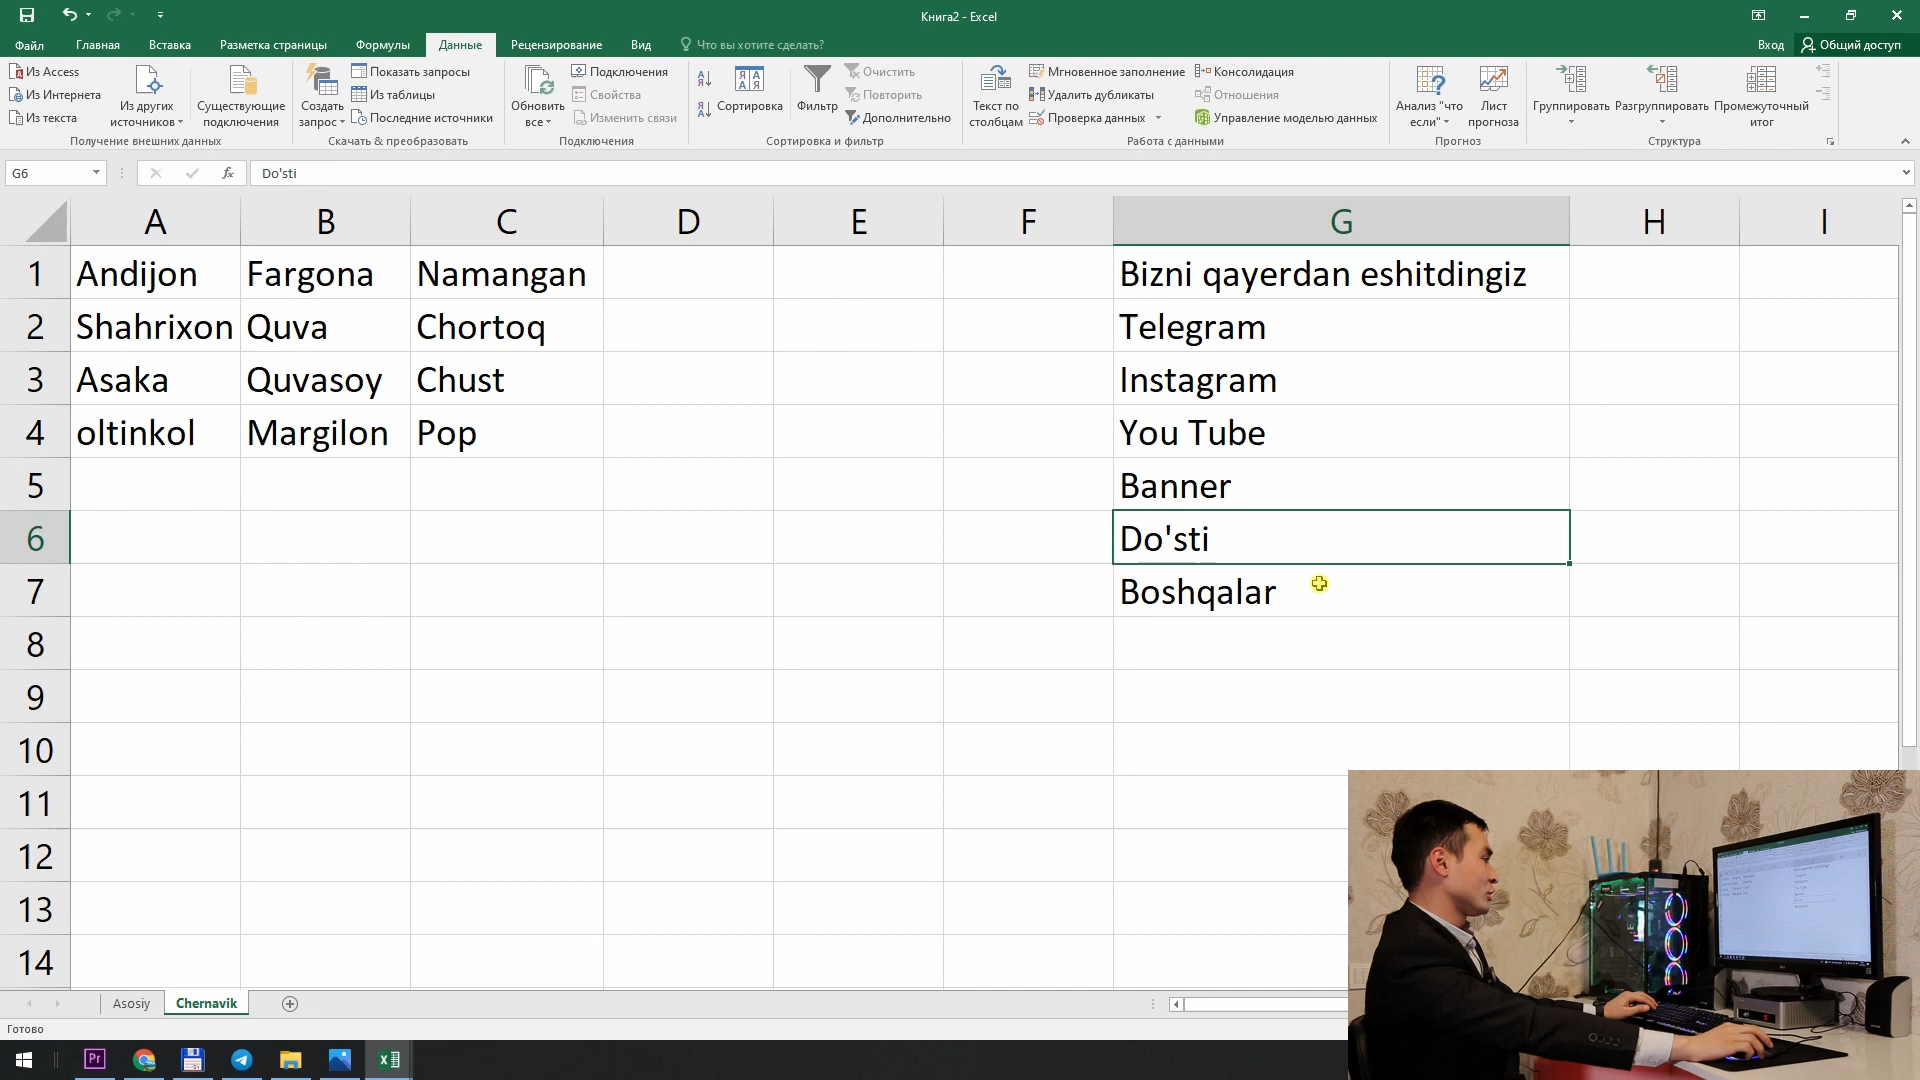 Книга2 - Excel
Файл Главная Вставка Разметка страницы Формулы Данные Рецензирование Вид Что вы хотите сделать? Вход Общий доступ
Из Access
Из Интернета
Из текста
Из других источников
Существующие подключения
Получение внешних данных
Создать запрос
Показать запросы
Из таблицы
Последние источники
Скачать & преобразовать
Обновить все
Подключения
Свойства
Изменить связи
Подключения
Сортировка
Фильтр
Очистить
Повторить
Дополнительно
Сортировка и фильтр
Текст по столбцам
Мгновенное заполнение
Удалить дубликаты
Проверка данных
Консолидация
Отношения
Управление моделью данных
Работа с данными
Анализ "что если"
Лист прогноза
Прогноз
Группировать
Разгруппировать
Промежуточный итог
Структура
G6 fx Do'sti
A B C D E F G H I
1 Andijon Fargona Namangan Bizni qayerdan eshitdingiz
2 Shahrixon Quva Chortoq Telegram
3 Asaka Quvasoy Chust Instagram
4 oltinkol Margilon Pop You Tube
5 Banner
6 Do'sti
7 Boshqalar
8
9
10
11
12
13
14
Asosiy Chernavik
Готово
Pr